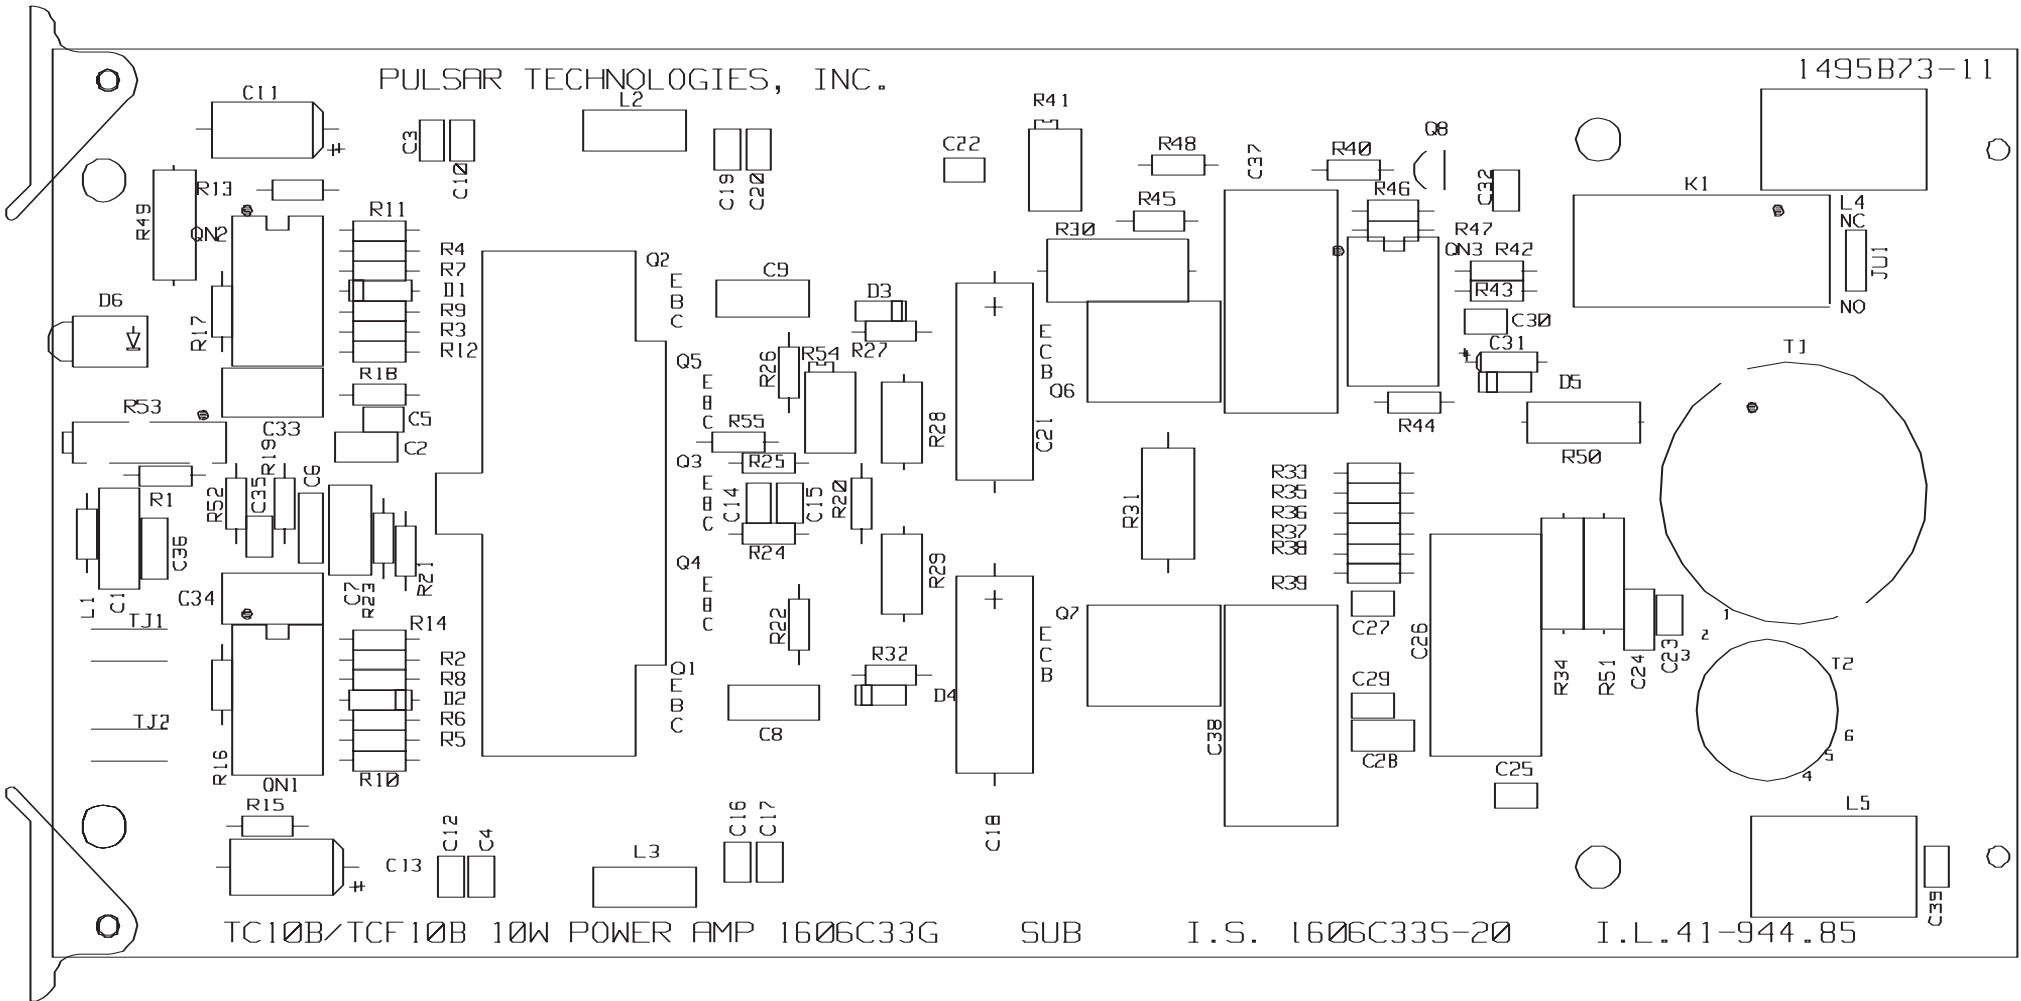 PULSAR TECHNOLOGIES, INC.
1495B73-11
C11
L2
R41
C3
C10
C19
C20
C22
R48
C37
R40
Q8
C32
K1
L4
NC
JU1
NO
R13
R49
QN2
R11
R4
R7
D1
R9
R3
R12
R17
D6
Q2
E
B
C
C9
D3
R27
R26
R54
R45
R30
R46
R47
QN3
R42
R43
C30
C31
D5
T1
R18
C5
C2
R53
C33
R19
C6
Q5
E
B
C
R55
R25
Q3
E
B
C
R28
C21
E
C
B
Q6
R44
R50
R1
R52
C35
C36
L1
C1
C7
R23
R21
C14
C15
R20
R24
R31
R33
R35
R36
R37
R38
R39
C34
TJ1
TJ2
R14
R2
R8
D2
R6
R5
R10
R16
QN1
Q4
E
B
C
Q1
E
B
C
R22
R29
R32
D4
C8
Q7
E
C
B
C27
C26
C29
C28
C38
R34
R51
C24
C23
1
2
3
T2
6
5
4
C25
L5
C39
R15
C13
C12
C4
L3
C16
C17
C18
TC10B/TCF10B 10W POWER AMP 1606C33G SUB I.S. 1606C33S-20 I.L.41-944.85